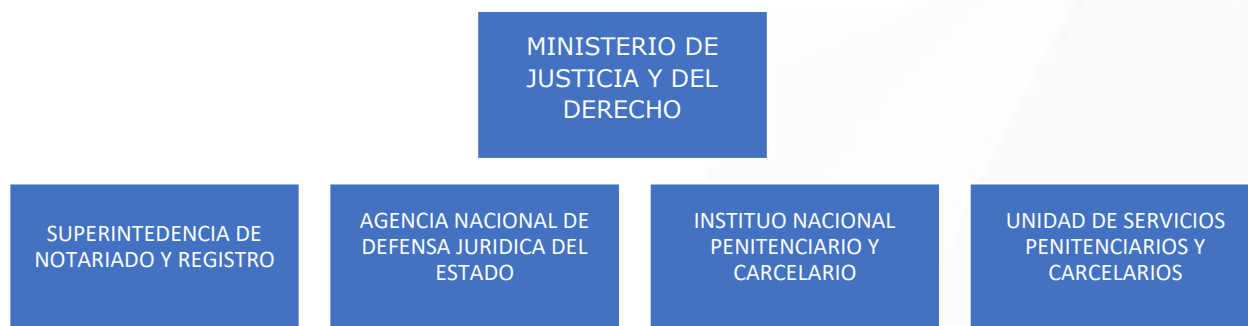 MINISTERIO DE
JUSTICIA Y DEL
DERECHO
SUPERINTEDENCIA DE
NOTARIADO Y REGISTRO
AGENCIA NACIONAL DE
DEFENSA JURIDICA DEL
ESTADO
INSTITUO NACIONAL
PENITENCIARIO Y
CARCELARIO
UNIDAD DE SERVICIOS
PENITENCIARIOS Y
CARCELARIOS